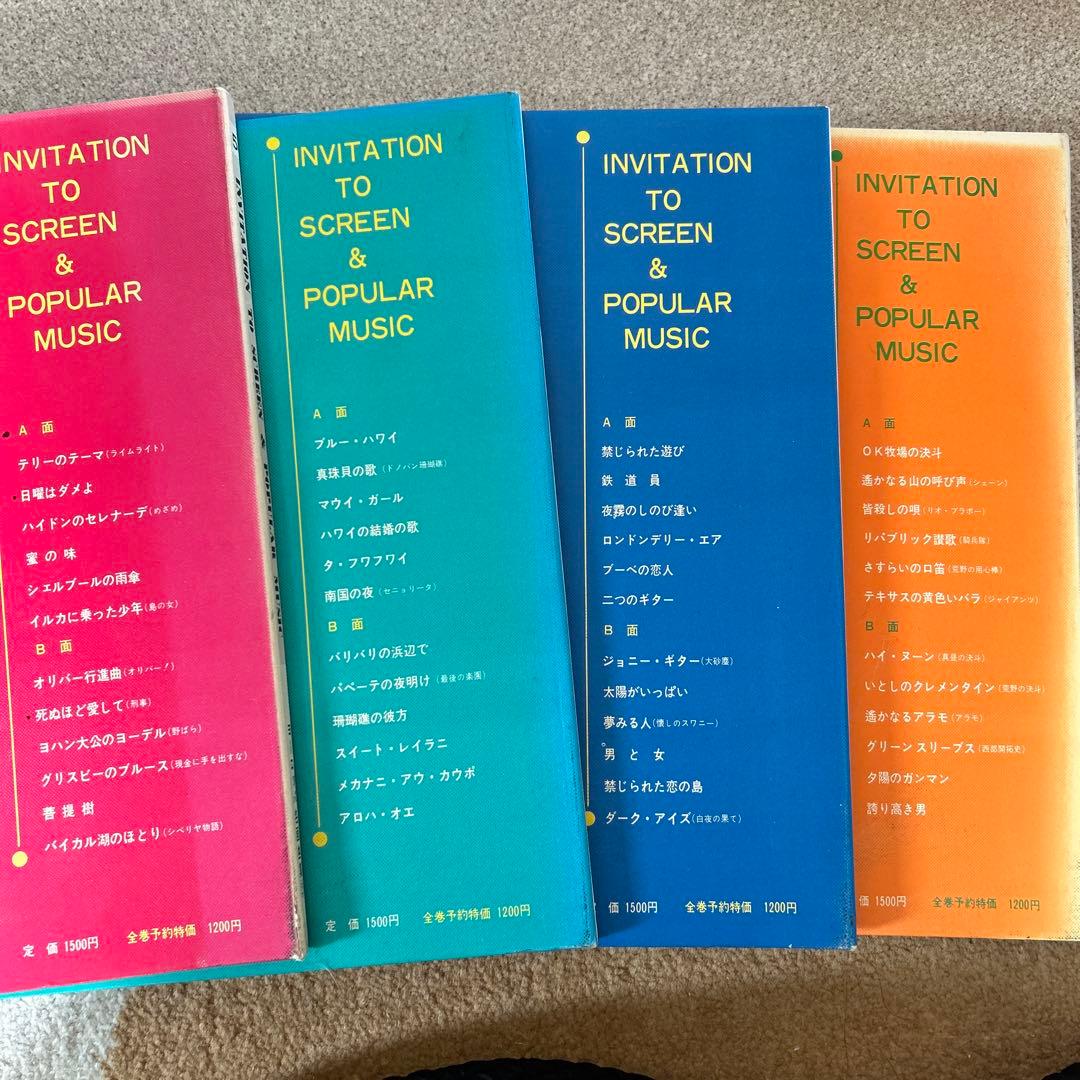 INVITATION
TO
SCREEN
&
POPULAR
MUSIC
A 面
テリーのテーマ(ライムライト)
日曜はダメよ
ハイドンのセレナーデ(めざめ)
蜜の味
シェルブールの雨傘
イルカに乗った少年(島の女)
B 面
オリバー行進曲(オリバー!)
死ぬほど愛して(刑事)
ヨハン大公のヨーデル(野ばら)
グリスビーのブルース(現金に手を出すな)
菩提樹
バイカル湖のほとり(シベリヤ物語)
定 価 1500円 全巻予約特価 1200円
10 INVITATION TO SCREEN & POPULAR MUSIC
INVITATION
TO
SCREEN
&
POPULAR
MUSIC
A 面
ブルー・ハワイ
真珠貝の歌(ドノバン珊瑚礁)
マウイ・ガール
ハワイの結婚の歌
タ・フワフワイ
南国の夜(セニョリータ)
B 面
バリバリの浜辺で
パペーテの夜明け(最後の楽園)
珊瑚礁の彼方
スイート・レイラニ
メカナニ・アウ・カウポ
アロハ・オエ
定 価 1500円 全巻予約特価 1200円
INVITATION
TO
SCREEN
&
POPULAR
MUSIC
A 面
禁じられた遊び
鉄道員
夜霧のしのび逢い
ロンドンデリー・エア
ブーベの恋人
二つのギター
B 面
ジョニー・ギター(大砂塵)
太陽がいっぱい
夢みる人(懐しのスワニー)
男と女
禁じられた恋の島
ダーク・アイズ(白夜の果て)
価 1500円 全巻予約特価 1200円
INVITATION
TO
SCREEN
&
POPULAR
MUSIC
A 面
OK牧場の決斗
遙かなる山の呼び声(シェーン)
皆殺しの唄(リオ・ブラボー)
リパブリック讃歌(騎兵隊)
さすらいの口笛(荒野の用心棒)
テキサスの黄色いバラ(ジャイアンツ)
B 面
ハイ・ヌーン(真昼の決斗)
いとしのクレメンタイン(荒野の決斗)
遙かなるアラモ(アラモ)
グリーン スリーブス(西部開拓史)
夕陽のガンマン
誇り高き男
価 1500円 全巻予約特価 1200円